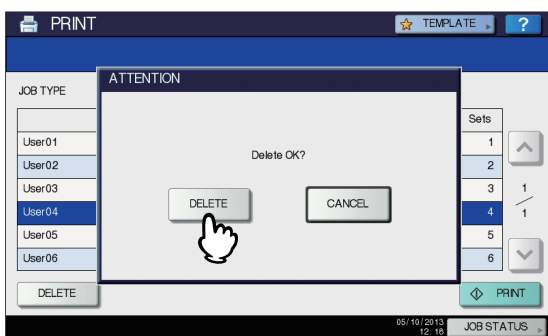 PRINT
TEMPLATE
?
ATTENTION
JOB TYPE
Sets
User01 1
Delete OK?
User02 2
User03 3
1
DELETE CANCEL
User04 4
1
User05 5
User06 6
DELETE PRINT
05/10/2013
12:18
JOB STATUS